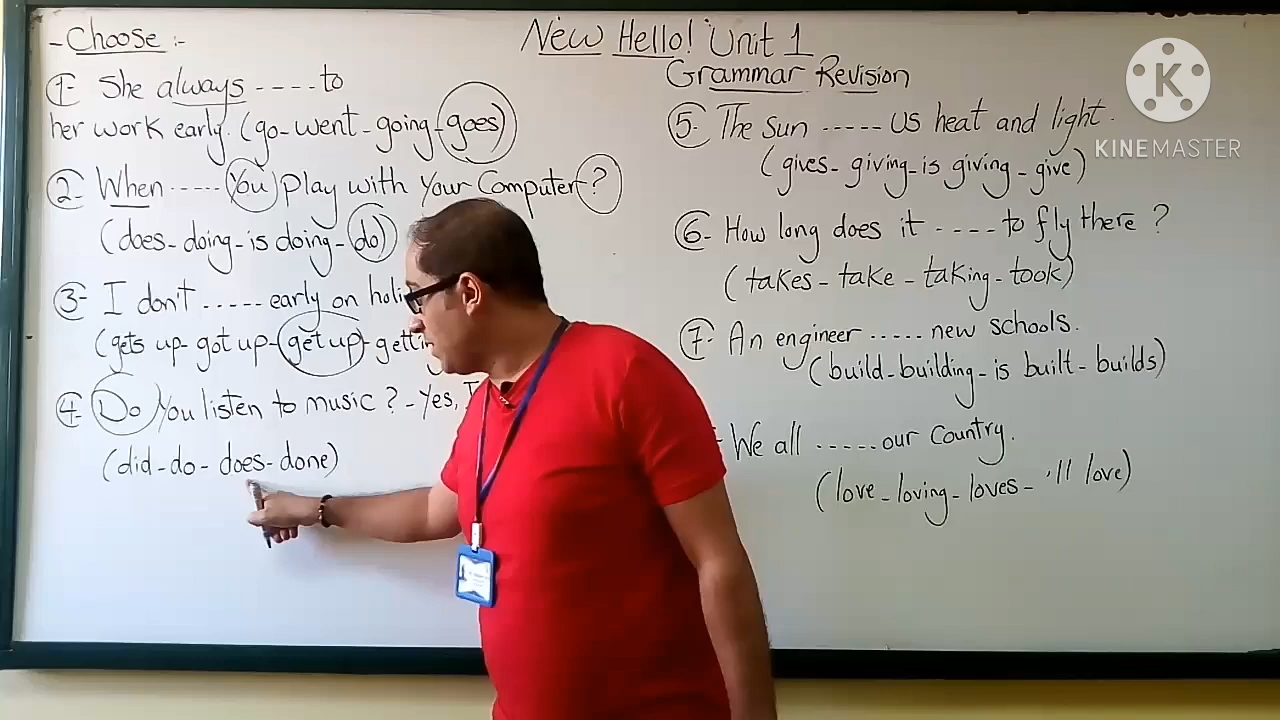 - Choose :-
New Hello! Unit 1
Grammar Revision
1- She always ---- to
her work early. (go - went - going - goes)
2- When ----- You play with your Computer - ?
(does - doing - is doing - do)
3- I don't ----- early on
(gets up - got up - get up -
4- Do You listen to music ? - Yes, I
(did - do - does - done)
5- The sun ----- us heat and light.
(gives - giving - is giving - give)
6- How long does it ---- to fly there ?
(takes - take - taking - took)
7- An engineer ----- new schools.
(build - building - is built - builds)
- We all ----- our Country.
(love - loving - loves - 'll love)
K
KINEMASTER